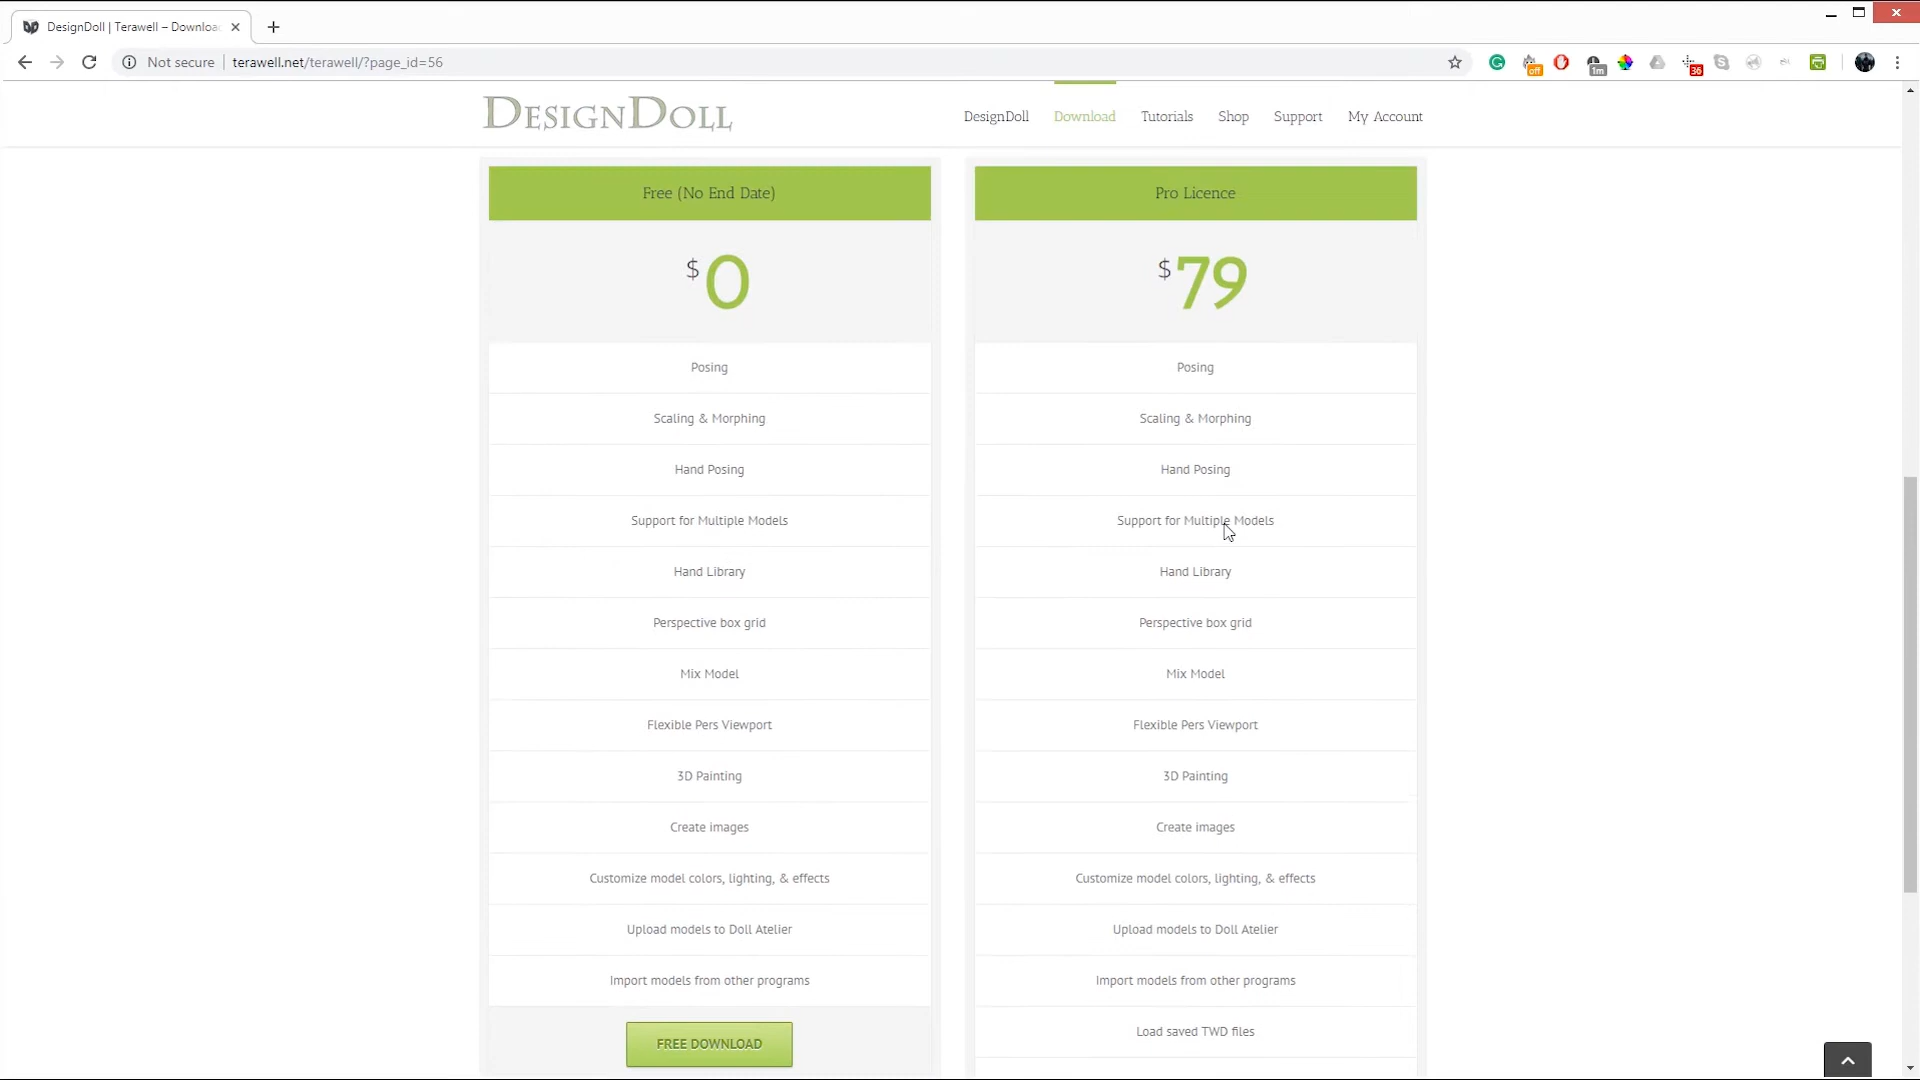 DesignDoll | Terawell – Downloa
Not secure | terawell.net/terawell/?page_id=56
off
1m
36
DESIGNDOLL
DesignDoll
Download
Tutorials
Shop
Support
My Account
Free (No End Date)
$0
Posing
Scaling & Morphing
Hand Posing
Support for Multiple Models
Hand Library
Perspective box grid
Mix Model
Flexible Pers Viewport
3D Painting
Create images
Customize model colors, lighting, & effects
Upload models to Doll Atelier
Import models from other programs
FREE DOWNLOAD
Pro Licence
$79
Posing
Scaling & Morphing
Hand Posing
Support for Multiple Models
Hand Library
Perspective box grid
Mix Model
Flexible Pers Viewport
3D Painting
Create images
Customize model colors, lighting, & effects
Upload models to Doll Atelier
Import models from other programs
Load saved TWD files